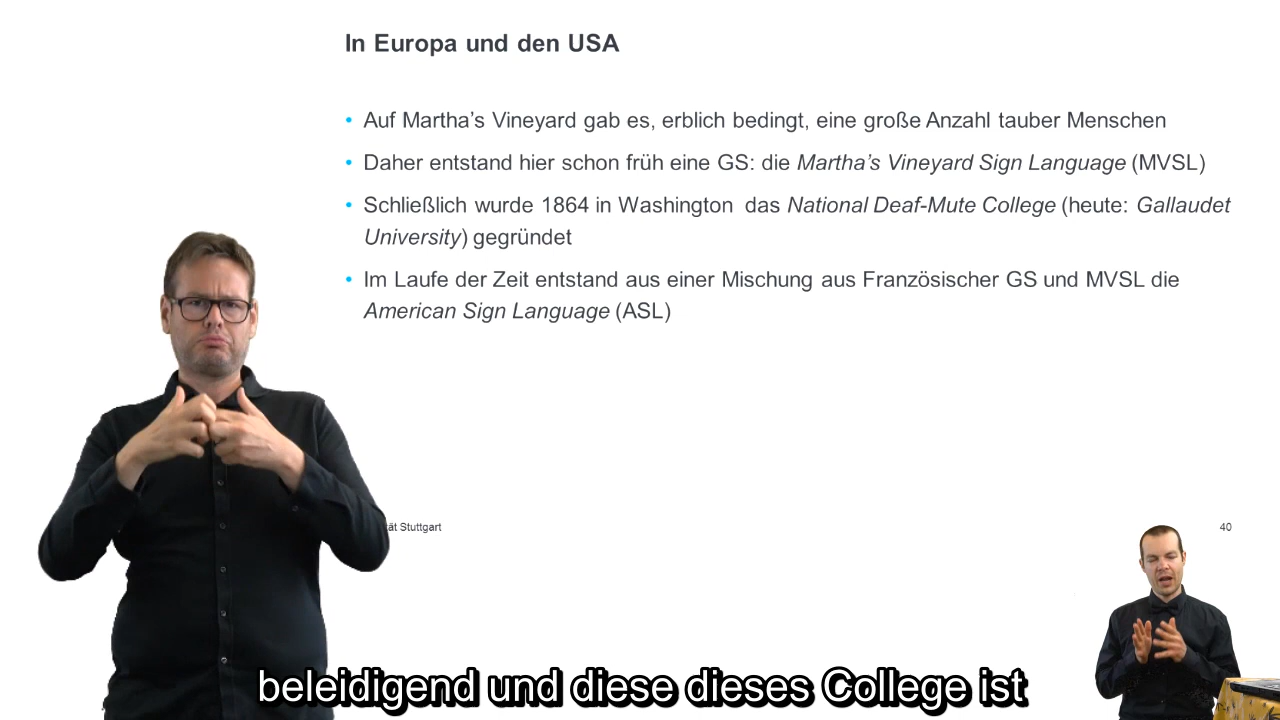 In Europa und den USA
• Auf Martha's Vineyard gab es, erblich bedingt, eine große Anzahl tauber Menschen
• Daher entstand hier schon früh eine GS: die Martha's Vineyard Sign Language (MVSL)
• Schließlich wurde 1864 in Washington das National Deaf-Mute College (heute: Gallaudet
University) gegründet
• Im Laufe der Zeit entstand aus einer Mischung aus Französischer GS und MVSL die
American Sign Language (ASL)
Stuttgart
40
beleidigend und diese dieses College ist